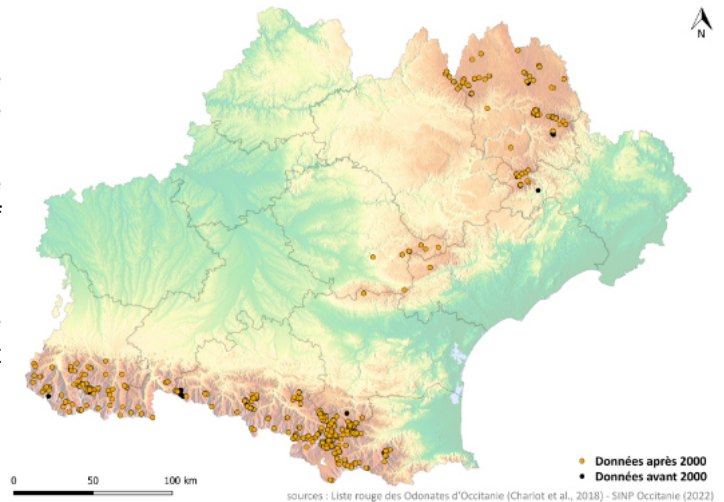 N
Données après 2000
Données avant 2000
0 50 100 km
sources : Liste rouge des Odonates d'Occitanie (Charlot et al., 2018) - SINP Occitanie (2022)